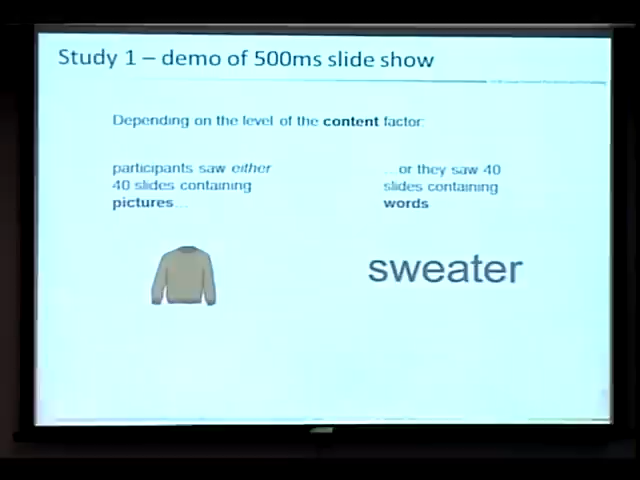 Study 1 – demo of 500ms slide show
Depending on the level of the content factor:
participants saw either
40 slides containing
pictures...
...or they saw 40
slides containing
words
sweater